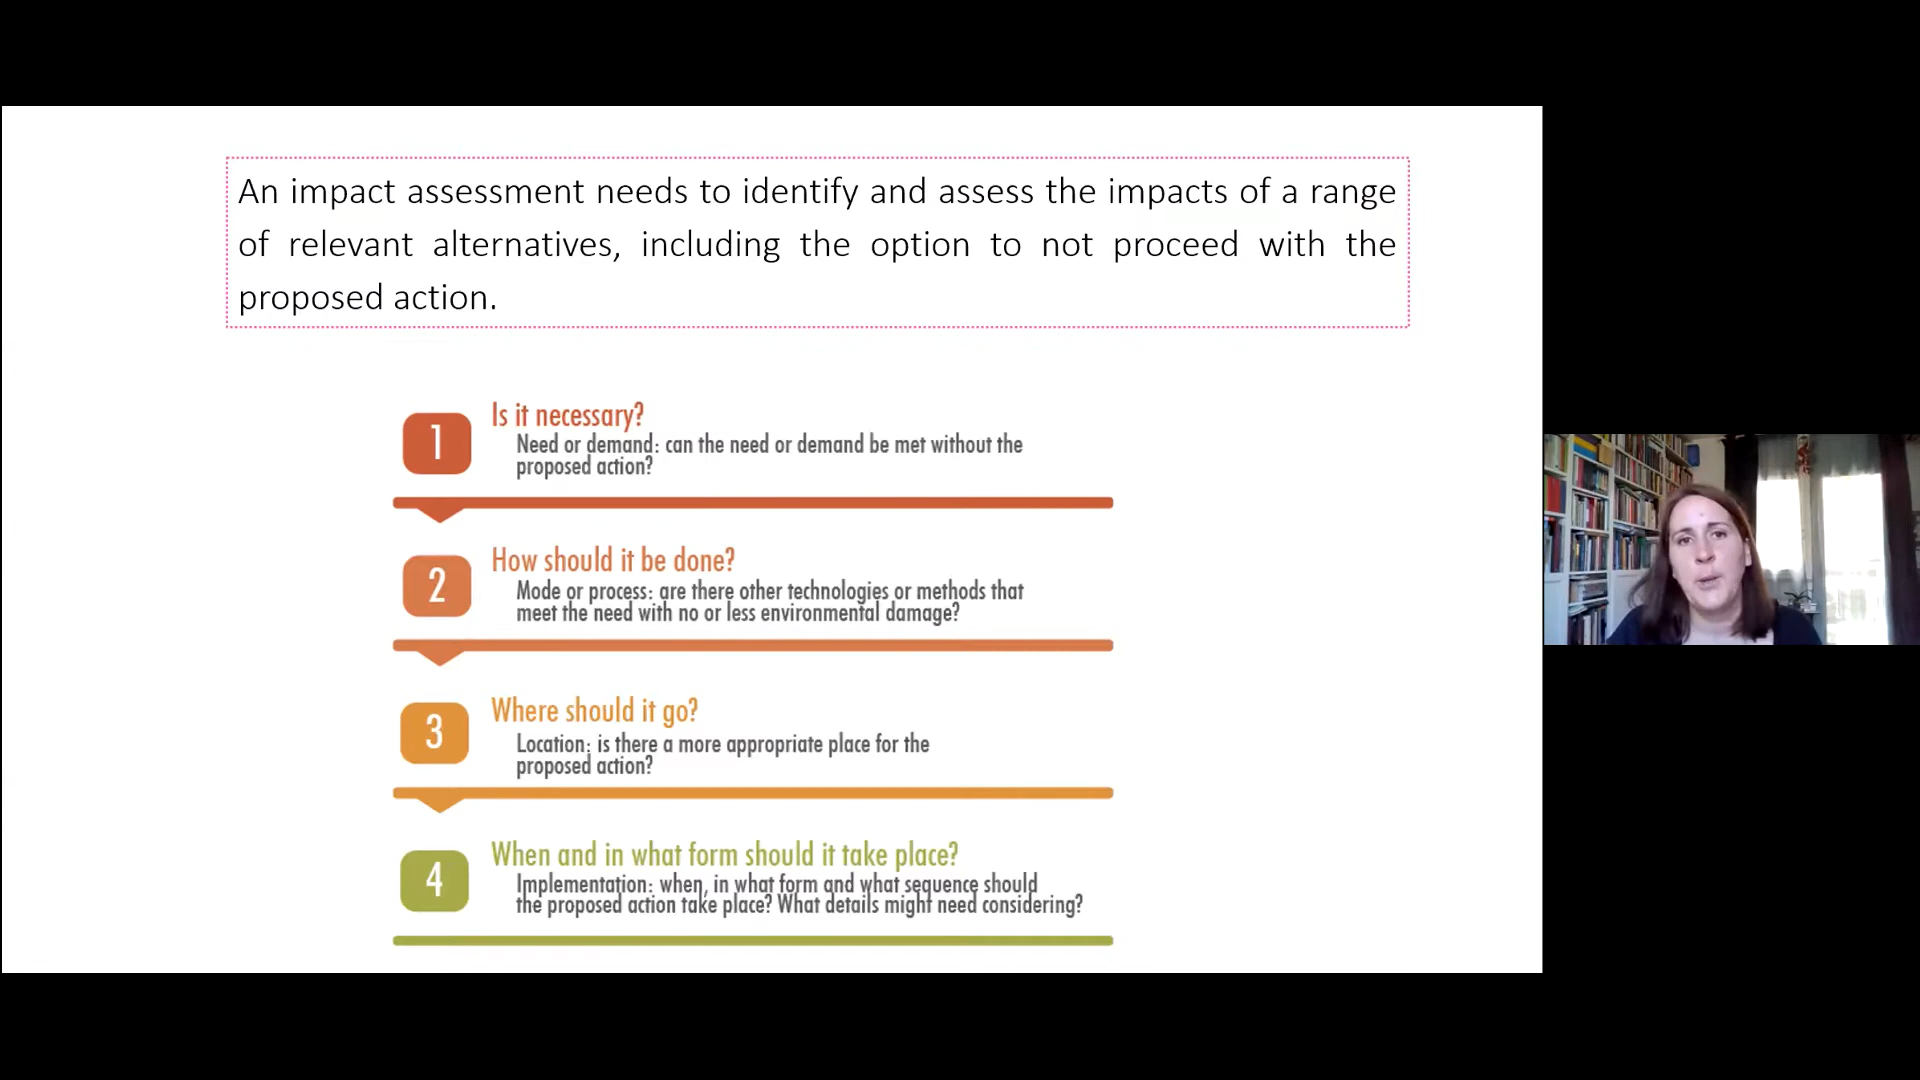 An impact assessment needs to identify and assess the impacts of a range
of relevant alternatives, including the option to not proceed with the
proposed action.
1
Is it necessary?
Need or demand: can the need or demand be met without the
proposed action?
2
How should it be done?
Mode or process: are there other technologies or methods that
meet the need with no or less environmental damage?
3
Where should it go?
Location: is there a more appropriate place for the
proposed action?
4
When and in what form should it take place?
Implementation: when, in what form and what sequence should
the proposed action take place? What details might need considering?